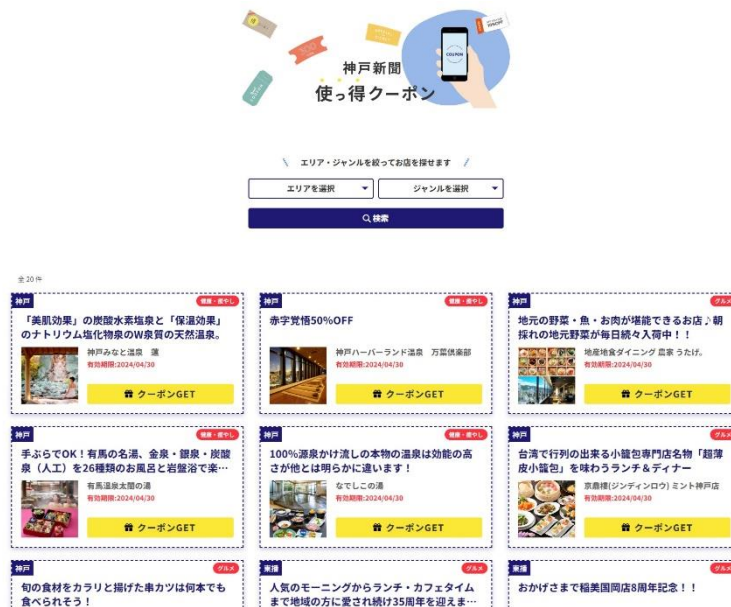 COUPON
神戸新聞
使っ得クーポン
エリア・ジャンルを絞ってお店を探せます
エリアを選択
ジャンルを選択
検索
全20件
神戸
健康・癒やし
「美肌効果」の炭酸水素塩泉と「保温効果」
のナトリウム塩化物泉のW泉質の天然温泉。
神戸みなと温泉 蓮
有効期限:2024/04/30
クーポンGET
神戸
健康・癒やし
赤字覚悟50%OFF
神戸ハーバーランド温泉 万葉倶楽部
有効期限:2024/04/30
クーポンGET
神戸
グルメ
地元の野菜・魚・お肉が堪能できるお店♪朝
採れの地元野菜が毎日続々入荷中！！
地産地食ダイニング 農家 うたげ。
有効期限:2024/04/30
クーポンGET
神戸
健康・癒やし
手ぶらでOK！有馬の名湯、金泉・銀泉・炭酸
泉（人工）を26種類のお風呂と岩盤浴で楽…
有馬温泉太閤の湯
有効期限:2024/04/30
クーポンGET
神戸
健康・癒やし
100%源泉かけ流しの本物の温泉は効能の高
さが他とは明らかに違います！
なでしこの湯
有効期限:2024/04/30
クーポンGET
神戸
グルメ
台湾で行列の出来る小籠包専門店名物「超薄
皮小籠包」を味わうランチ＆ディナー
京鼎樓(ジンディンロウ) ミント神戸店
有効期限:2024/04/30
クーポンGET
神戸
グルメ
旬の食材をカラリと揚げた串カツは何本でも
食べられそう！
東播
グルメ
人気のモーニングからランチ・カフェタイム
まで地域の方に愛され続け35周年を迎えま…
東播
グルメ
おかげさまで稲美国岡店8周年記念！！